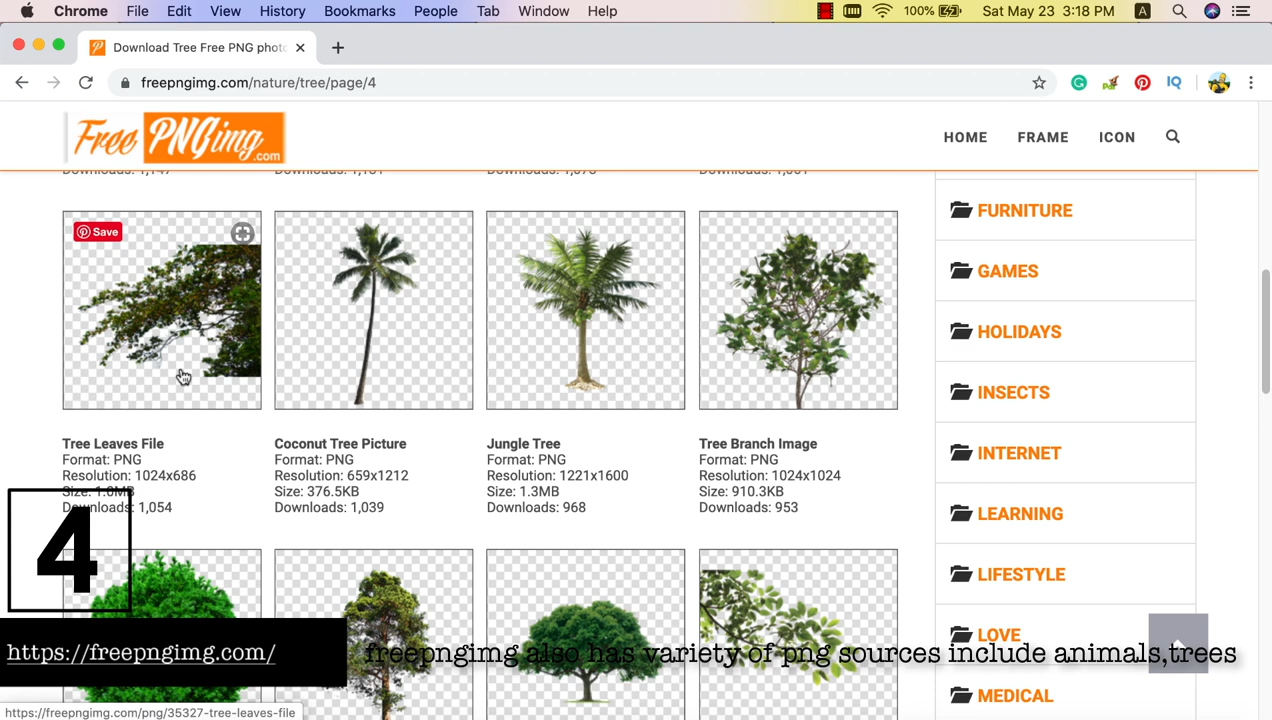 Chrome File Edit View History Bookmarks People Tab Window Help 100% Sat May 23 3:18 PM A
Download Tree Free PNG photo
freepngimg.com/nature/tree/page/4
IQ
Free PNGimg .com
HOME FRAME ICON
FURNITURE
Save
GAMES
HOLIDAYS
INSECTS
INTERNET
LEARNING
LIFESTYLE
LOVE
MEDICAL
Tree Leaves File
Format: PNG
Resolution: 1024x686
Size: 1.0MB
Downloads: 1,054
Coconut Tree Picture
Format: PNG
Resolution: 659x1212
Size: 376.5KB
Downloads: 1,039
Jungle Tree
Format: PNG
Resolution: 1221x1600
Size: 1.3MB
Downloads: 968
Tree Branch Image
Format: PNG
Resolution: 1024x1024
Size: 910.3KB
Downloads: 953
4
https://freepngimg.com/
freepngimg also has variety of png sources include animals,trees
https://freepngimg.com/png/35327-tree-leaves-file